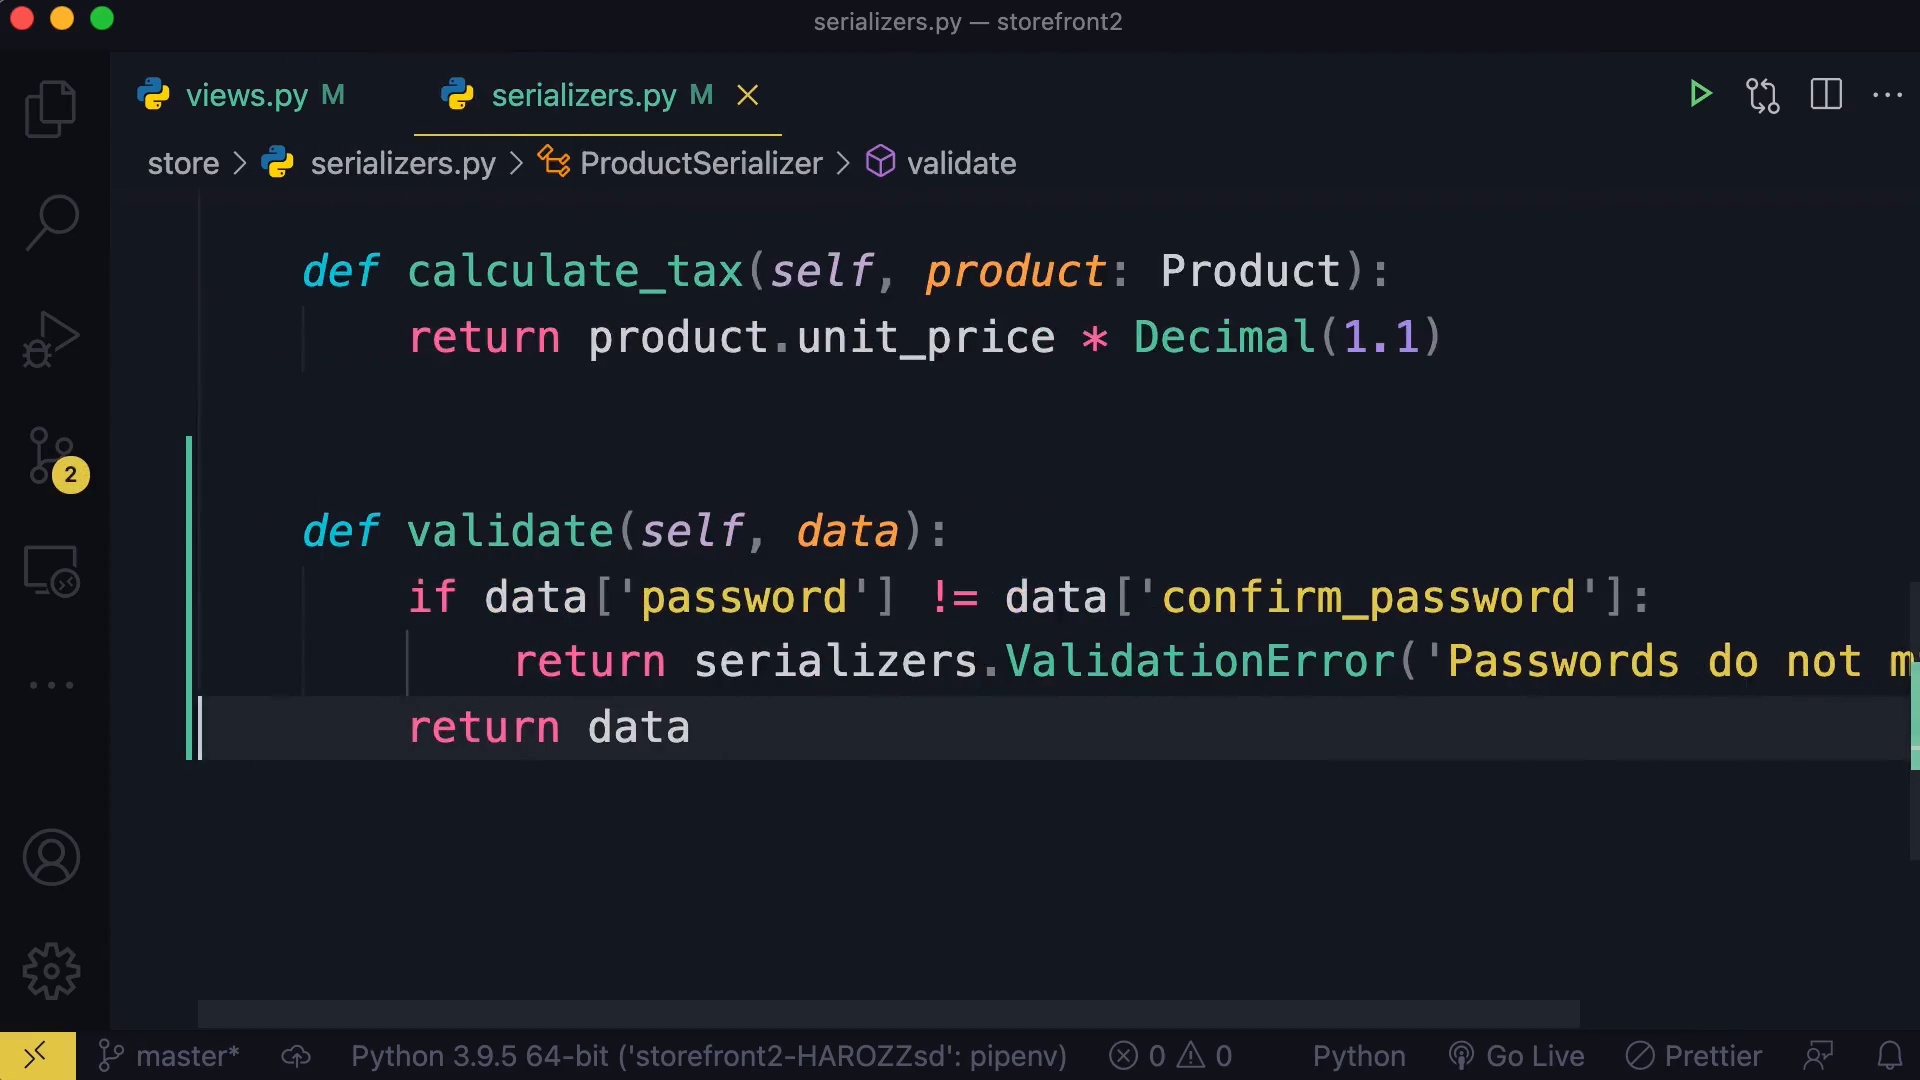 serializers.py — storefront2
views.py M serializers.py M
store > serializers.py > ProductSerializer > validate
def calculate_tax(self, product: Product):
return product.unit_price * Decimal(1.1)
def validate(self, data):
if data['password'] != data['confirm_password']:
return serializers.ValidationError('Passwords do not m
return data
2
master* Python 3.9.5 64-bit ('storefront2-HAROZZsd': pipenv) 0 0 Python Go Live Prettier